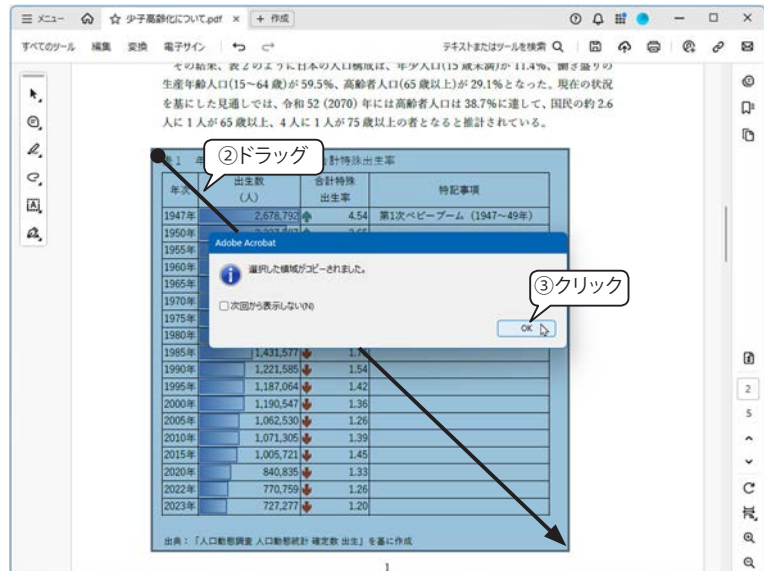 メニュー 少子高齢化について.pdf × + 作成
すべてのツール 編集 変換 電子サイン テキストまたはツールを検索
その結果、表2のように日本の人口構成は、年少人口(15歳未満)が11.4%、働き盛りの
生産年齢人口(15~64歳)が59.5%、高齢者人口(65歳以上)が29.1%となった。現在の状況
を基にした見通しでは、令和52(2070)年には高齢者人口は38.7%に達して、国民の約2.6
人に1人が65歳以上、4人に1人が75歳以上の者となると推計されている。
②ドラッグ
合計特殊出生率
年次 出生数(人) 合計特殊出生率 特記事項
1947年 2,678,792 4.54 第1次ベビーブーム(1947~49年)
1950年
1955年
1960年
1965年
1970年
1975年
1980年
Adobe Acrobat
選択した領域がコピーされました。
次回から表示しない(N)
③クリック
OK
1985年 1,431,577
1990年 1,221,585 1.54
1995年 1,187,064 1.42
2000年 1,190,547 1.36
2005年 1,062,530 1.26
2010年 1,071,305 1.39
2015年 1,005,721 1.45
2020年 840,835 1.33
2022年 770,759 1.26
2023年 727,277 1.20
出典:「人口動態調査 人口動態統計 確定数 出生」を基に作成
1
2
5